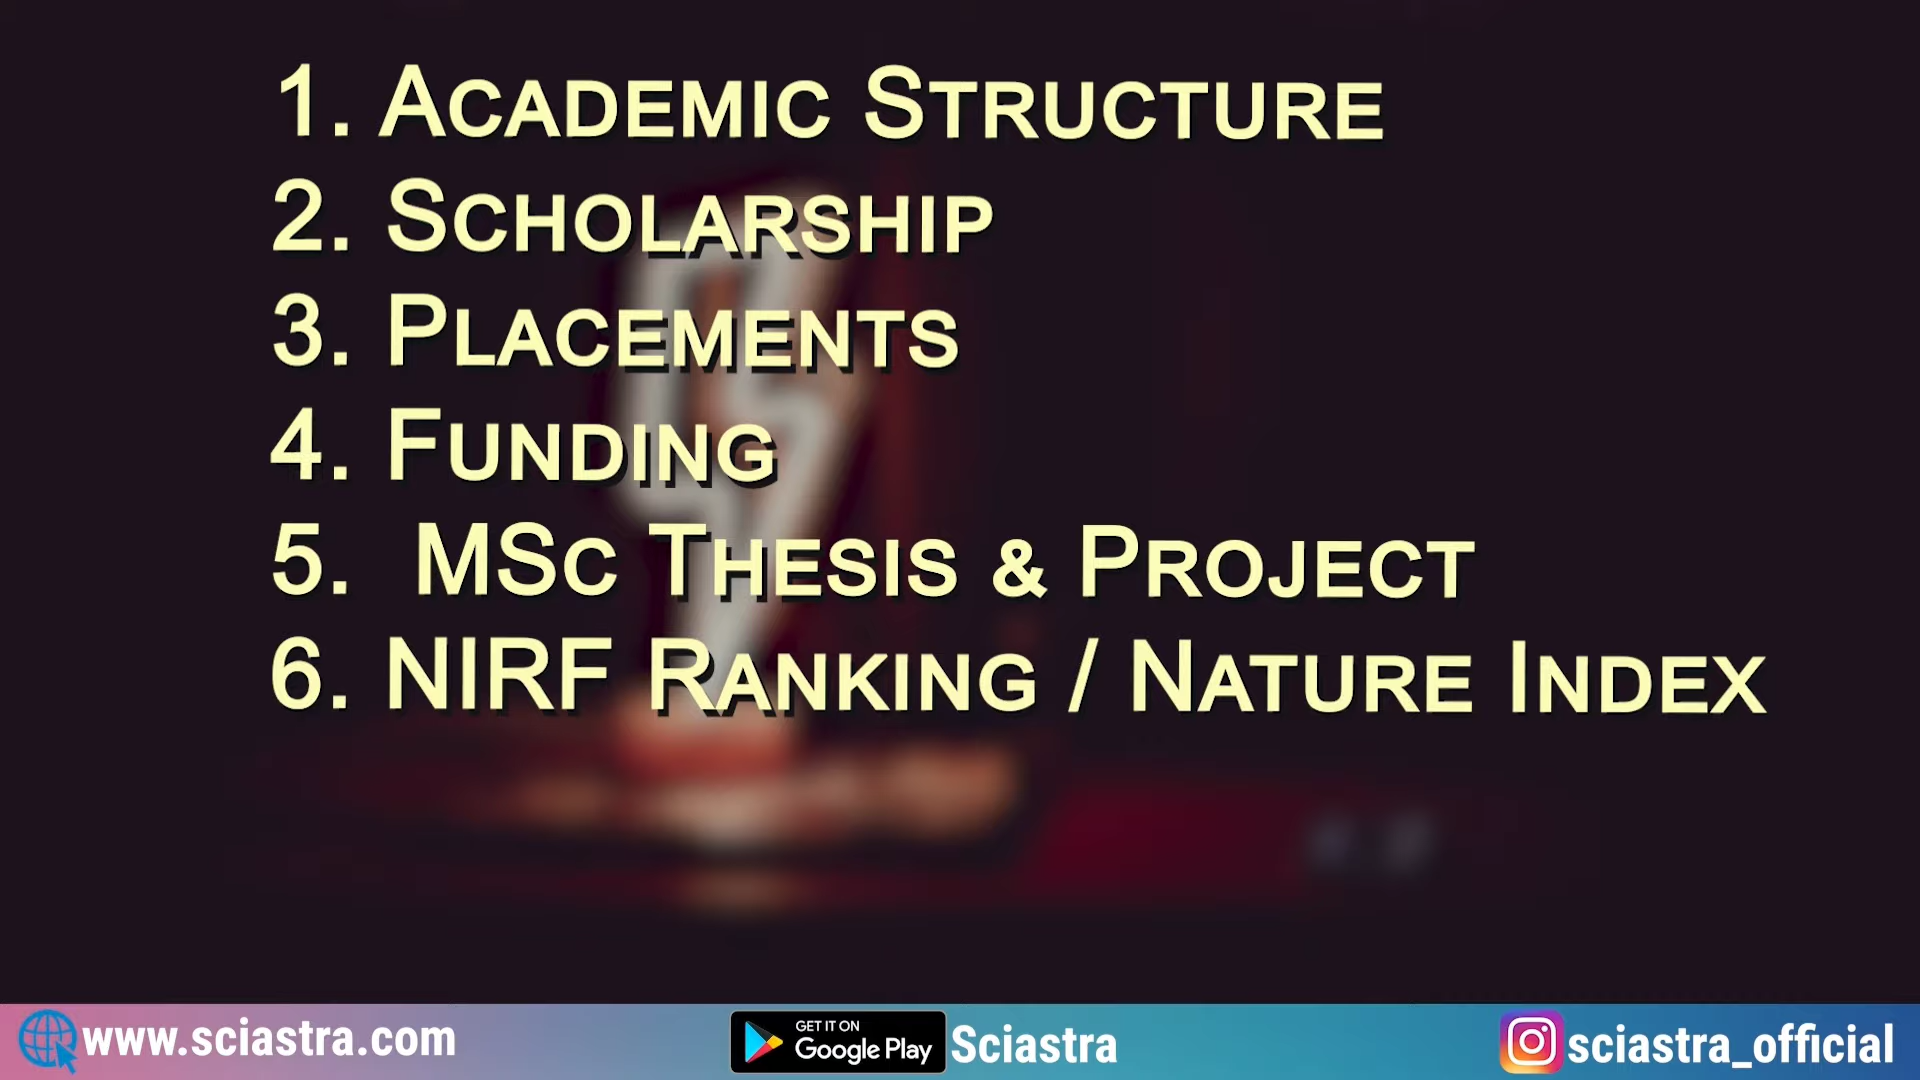 1. Academic Structure
2. Scholarship
3. Placements
4. Funding
5. MSc Thesis & Project
6. NIRF Ranking / Nature Index
www.sciastra.com
GET IT ON
Google Play
Sciastra
sciastra_official